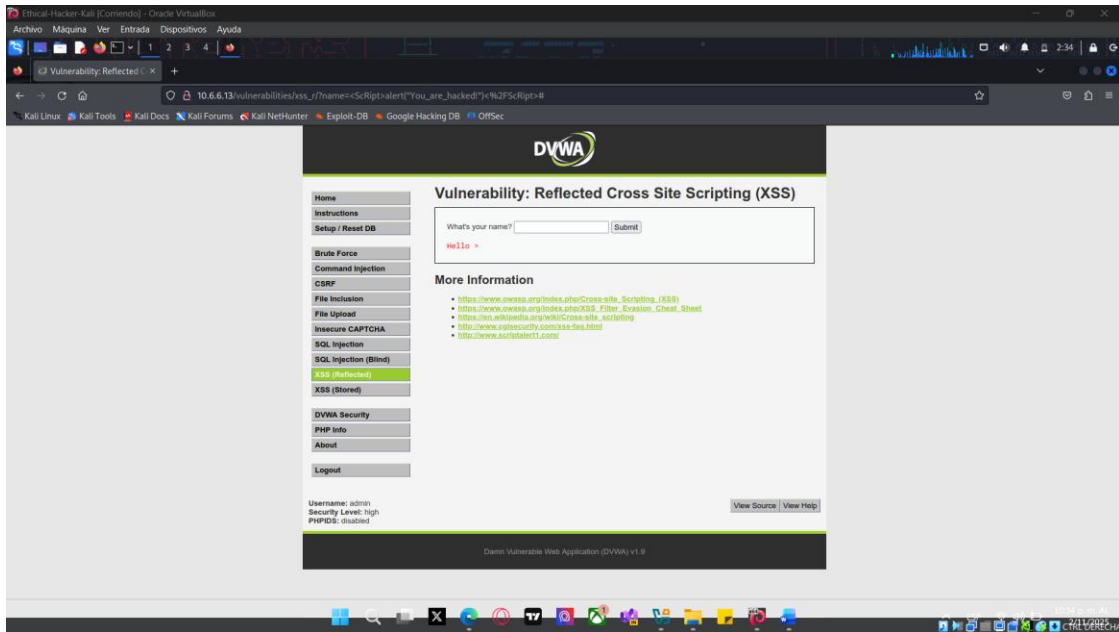 Ethical-Hacker-Kali [Corriendo] - Oracle VirtualBox
Archivo Máquina Ver Entrada Dispositivos Ayuda
1 2 3 4 2:34
Vulnerability: Reflected C
10.6.6.13/vulnerabilities/xss_r/?name=<ScRipt>alert("You_are_hacked!")<%2FScRipt>#
Kali Linux Kali Tools Kali Docs Kali Forums Kali NetHunter Exploit-DB Google Hacking DB OffSec
DVWA
Home
Instructions
Setup / Reset DB
Brute Force
Command Injection
CSRF
File Inclusion
File Upload
Insecure CAPTCHA
SQL Injection
SQL Injection (Blind)
XSS (Reflected)
XSS (Stored)
DVWA Security
PHP Info
About
Logout
Vulnerability: Reflected Cross Site Scripting (XSS)
What's your name? Submit
Hello >
More Information
https://www.owasp.org/index.php/Cross-site_Scripting_(XSS)
https://www.owasp.org/index.php/XSS_Filter_Evasion_Cheat_Sheet
https://en.wikipedia.org/wiki/Cross-site_scripting
http://www.cgisecurity.com/xss-faq.html
http://www.scriptalert1.com/
Username: admin
Security Level: high
PHPIDS: disabled
View Source View Help
Damn Vulnerable Web Application (DVWA) v1.9
2/11/2025